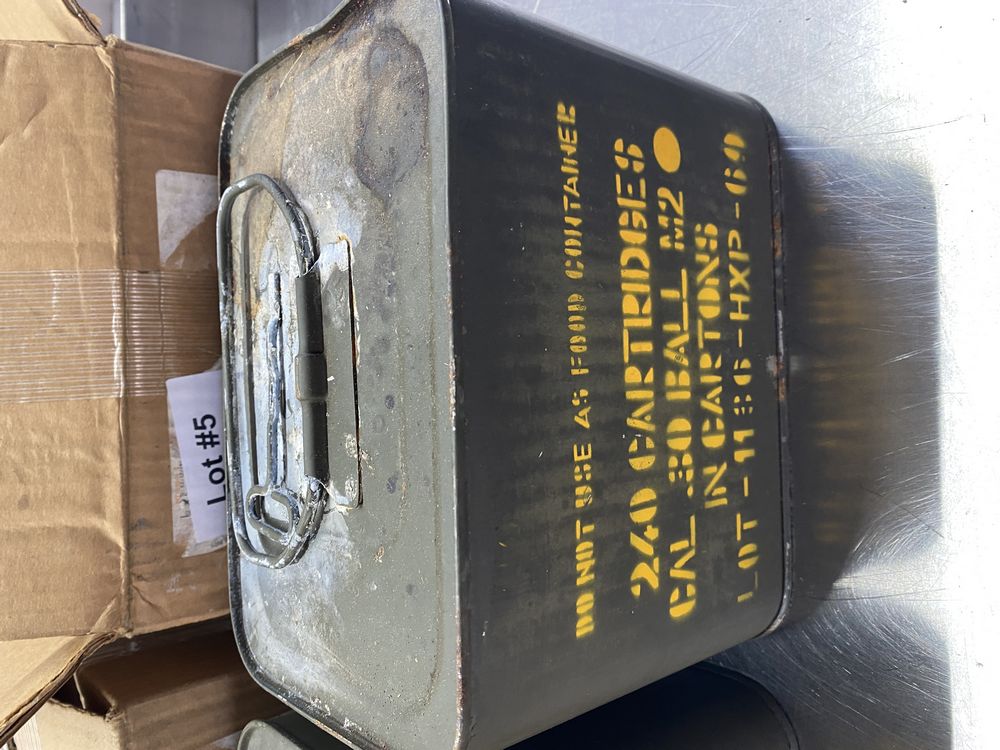 DO NOT USE AS FOOD CONTAINER
240 CARTRIDGES
CAL .30 BALL M2
IN CARTONS
LOT-1186-HXP-69
Lot #5